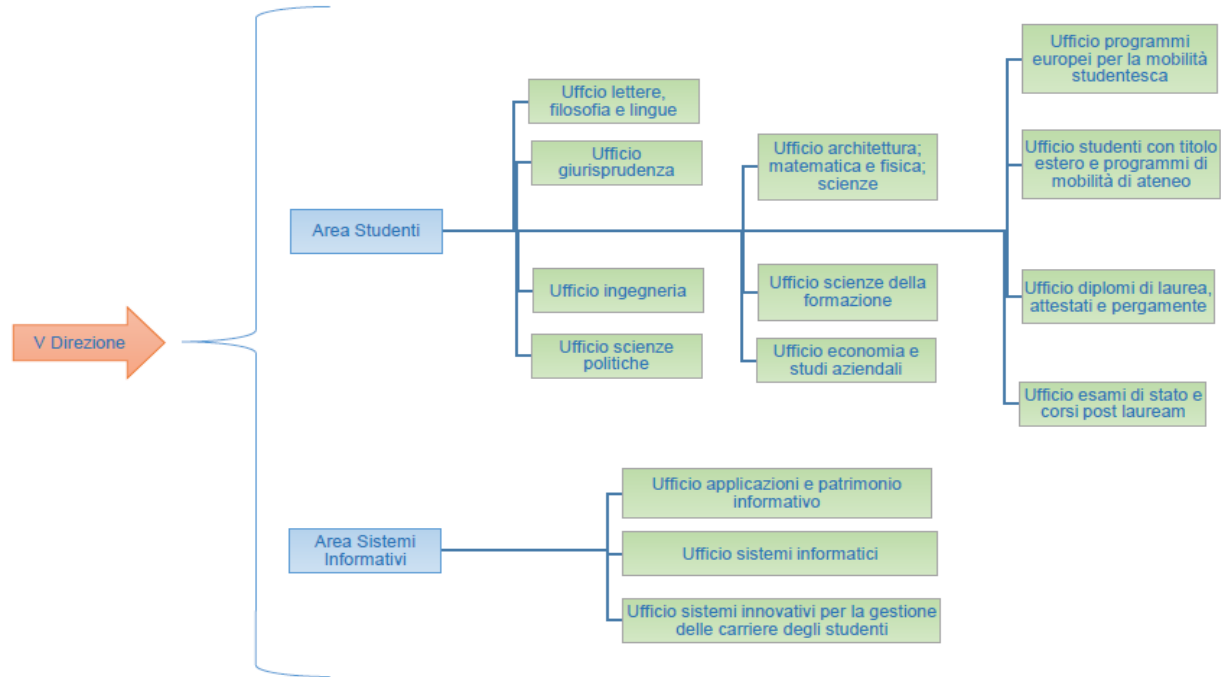 V Direzione
Area Studenti
Uffcio lettere,
filosofia e lingue
Ufficio
giurisprudenza
Ufficio ingegneria
Ufficio scienze
politiche
Ufficio architettura;
matematica e fisica;
scienze
Ufficio scienze della
formazione
Ufficio economia e
studi aziendali
Ufficio programmi
europei per la mobilità
studentesca
Ufficio studenti con titolo
estero e programmi di
mobilità di ateneo
Ufficio diplomi di laurea,
attestati e pergamente
Ufficio esami di stato e
corsi post lauream
Area Sistemi
Informativi
Ufficio applicazioni e patrimonio
informativo
Ufficio sistemi informatici
Ufficio sistemi innovativi per la gestione
delle carriere degli studenti